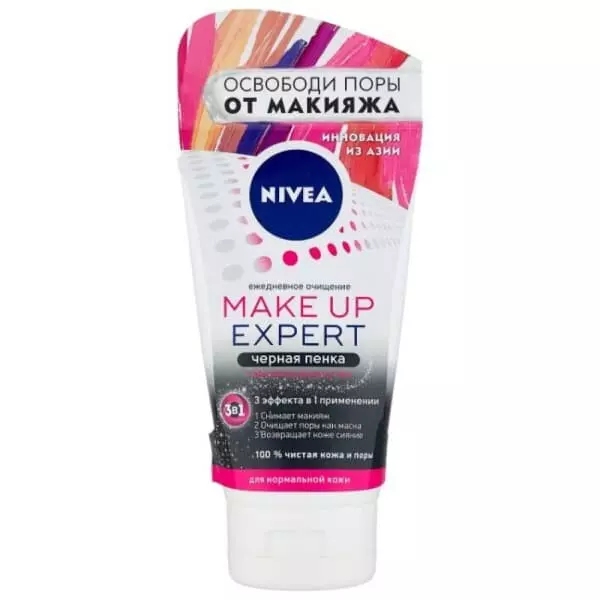 ОСВОБОДИ ПОРЫ
ОТ МАКИЯЖА
ИННОВАЦИЯ
ИЗ АЗИИ
NIVEA
ежедневное очищение
MAKE UP
EXPERT
черная пенка
3в1
3 эффекта в 1 применении
1 Снимает макияж
2 Очищает поры как маска
3 Возвращает коже сияние
100 % чистая кожа и поры
для нормальной кожи